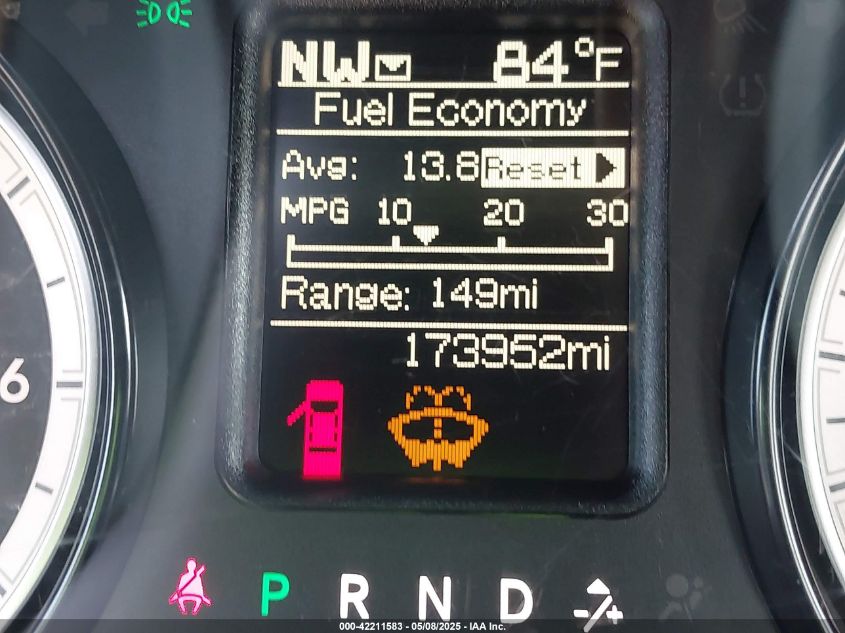 NW 84°F
Fuel Economy
Avg: 13.8 Reset
MPG 10 20 30
Range: 149mi
173952mi
6
P R N D -/+
000-42211583 - 05/08/2025 - IAA Inc.